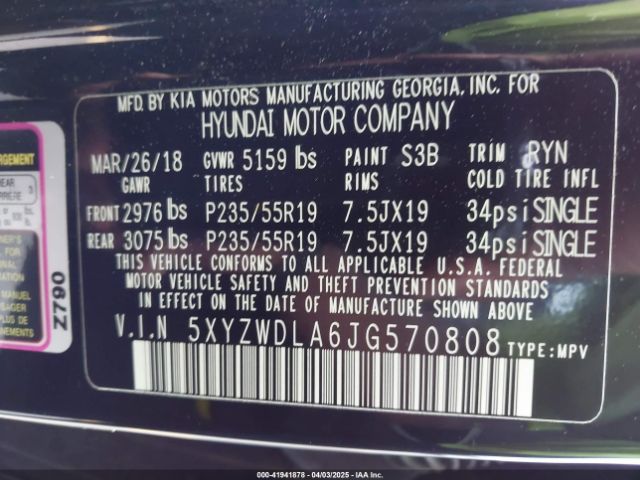 MFD. BY KIA MOTORS MANUFACTURING GEORGIA, INC. FOR
HYUNDAI MOTOR COMPANY
MAR/26/18 GVWR 5159 lbs PAINT S3B TRIM RYN
GAWR TIRES RIMS COLD TIRE INFL
FRONT 2976 lbs P235/55R19 7.5JX19 34psi SINGLE
REAR 3075 lbs P235/55R19 7.5JX19 34psi SINGLE
THIS VEHICLE CONFORMS TO ALL APPLICABLE U.S.A. FEDERAL
MOTOR VEHICLE SAFETY AND THEFT PREVENTION STANDARDS
IN EFFECT ON THE DATE OF MANUFACTURE SHOWN ABOVE.
V.I.N 5XYZWDLA6JG570808 TYPE:MPV
Z790
000-41941878 - 04/03/2025 - IAA, Inc.